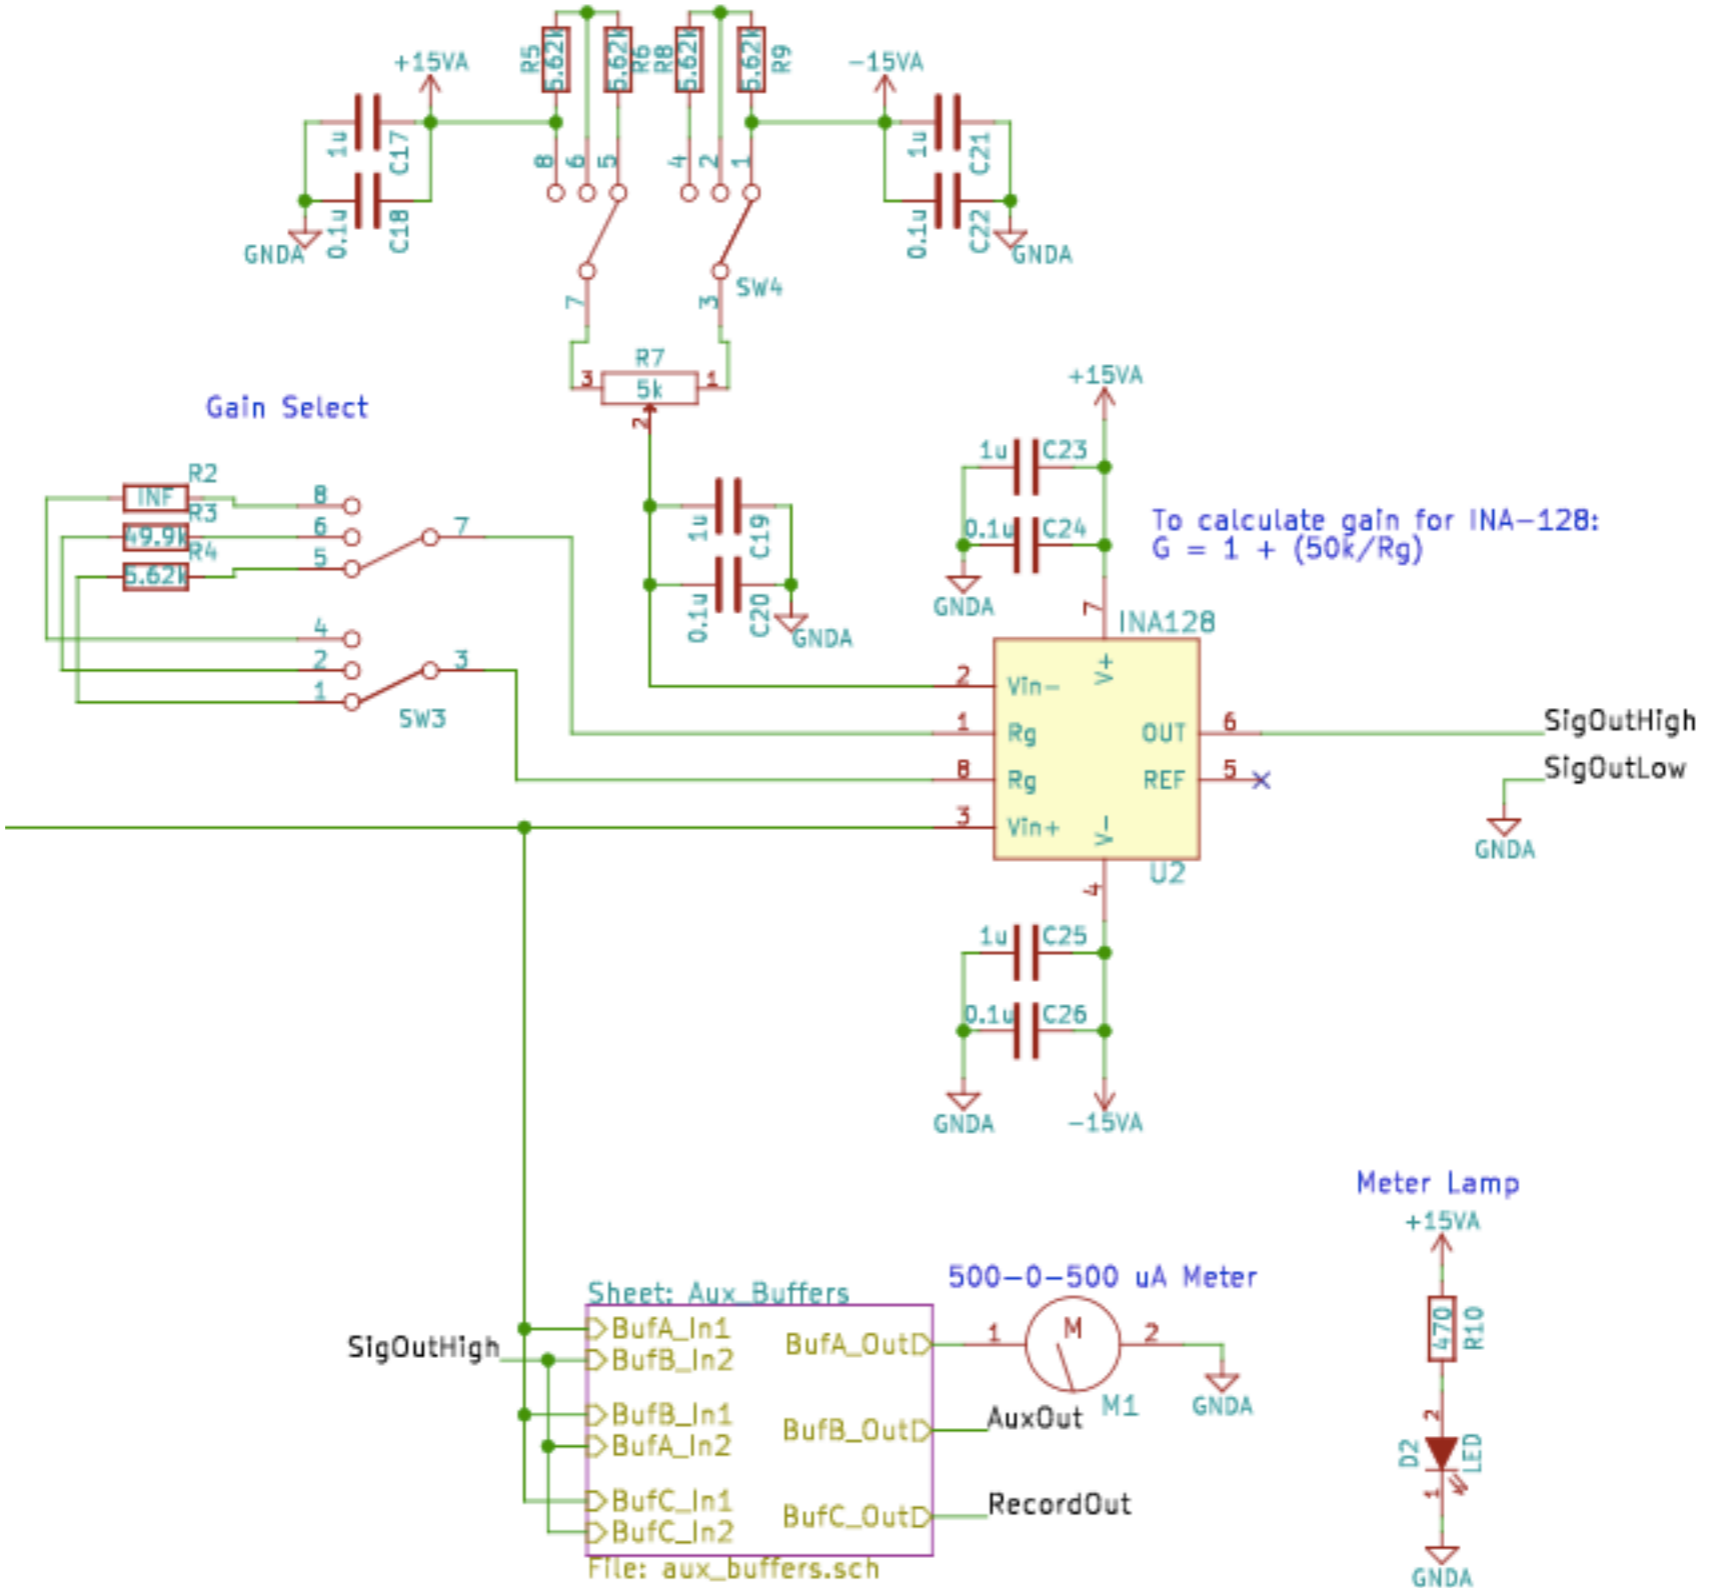 R5
5.62k
5.62k
R6
R8
5.62k
5.62k
R9
+15VA
-15VA
1u
C17
0.1u
C18
GNDA
8
6
5
4
2
1
1u
C21
0.1u
C22
GNDA
7
3
SW4
R7
3
5k
1
2
Gain Select
R2
INF
R3
49.9k
R4
5.62k
8
6
5
7
4
2
1
3
SW3
1u
C19
0.1u
C20
GNDA
+15VA
1u
C23
0.1u
C24
GNDA
To calculate gain for INA-128:
G = 1 + (50k/Rg)
7
INA128
V+
2
Vin-
1
Rg
8
Rg
3
Vin+
OUT
6
REF
5
V-
U2
4
SigOutHigh
SigOutLow
GNDA
1u
C25
0.1u
C26
GNDA
-15VA
Meter Lamp
+15VA
470
R10
2
D2
LED
1
GNDA
500-0-500 uA Meter
Sheet: Aux_Buffers
SigOutHigh
BufA_In1
BufB_In2
BufB_In1
BufA_In2
BufC_In1
BufC_In2
BufA_Out
BufB_Out
BufC_Out
1
M
2
M1
GNDA
AuxOut
RecordOut
File: aux_buffers.sch